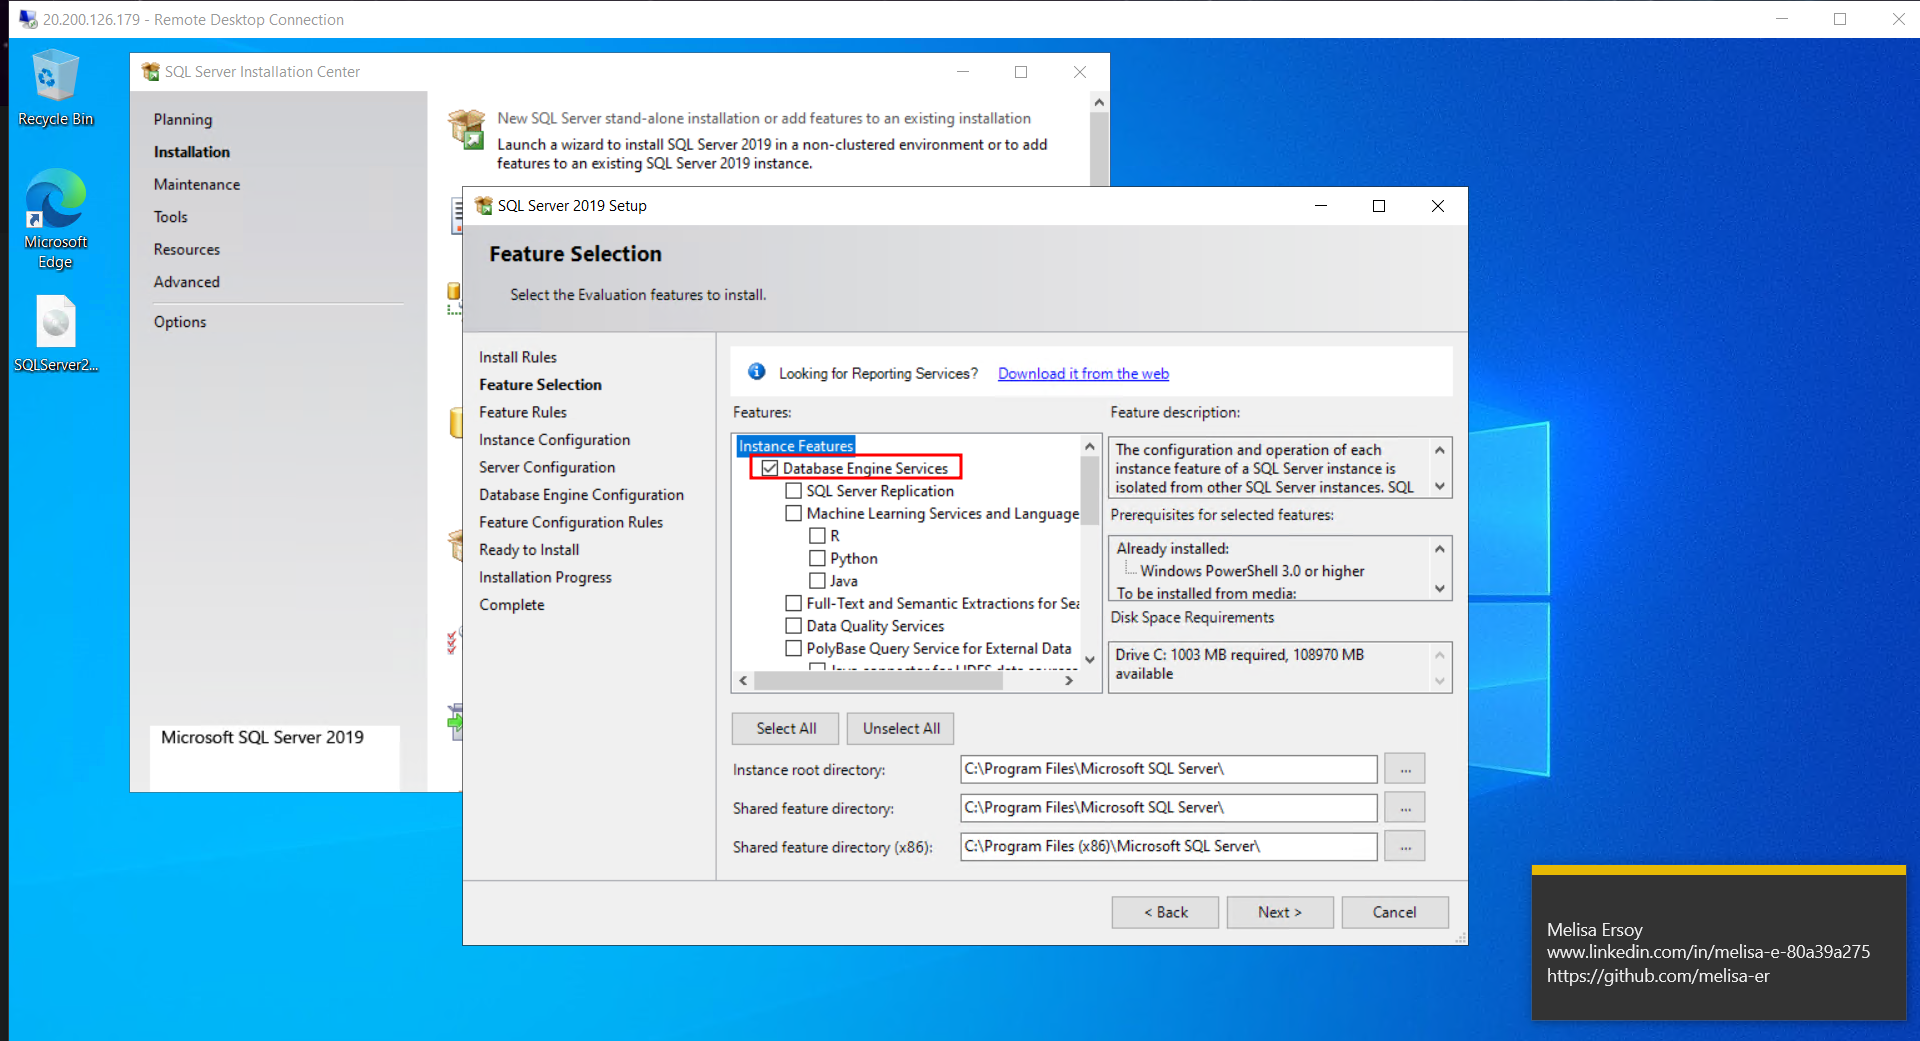 20.200.126.179 - Remote Desktop Connection
Recycle Bin
Microsoft
Edge
SQLServer2...
SQL Server Installation Center
Planning
Installation
Maintenance
Tools
Resources
Advanced
Options
Microsoft SQL Server 2019
New SQL Server stand-alone installation or add features to an existing installation
Launch a wizard to install SQL Server 2019 in a non-clustered environment or to add
features to an existing SQL Server 2019 instance.
SQL Server 2019 Setup
Feature Selection
Select the Evaluation features to install.
Install Rules
Feature Selection
Feature Rules
Instance Configuration
Server Configuration
Database Engine Configuration
Feature Configuration Rules
Ready to Install
Installation Progress
Complete
Looking for Reporting Services? Download it from the web
Features:
Instance Features
Database Engine Services
SQL Server Replication
Machine Learning Services and Language
R
Python
Java
Full-Text and Semantic Extractions for Sea
Data Quality Services
PolyBase Query Service for External Data
Java connector for HDFS data sources
Feature description:
The configuration and operation of each
instance feature of a SQL Server instance is
isolated from other SQL Server instances. SQL
Prerequisites for selected features:
Already installed:
Windows PowerShell 3.0 or higher
To be installed from media:
Disk Space Requirements
Drive C: 1003 MB required, 108970 MB
available
Select All
Unselect All
Instance root directory: C:\Program Files\Microsoft SQL Server\ ...
Shared feature directory: C:\Program Files\Microsoft SQL Server\ ...
Shared feature directory (x86): C:\Program Files (x86)\Microsoft SQL Server\ ...
< Back
Next >
Cancel
Melisa Ersoy
www.linkedin.com/in/melisa-e-80a39a275
https://github.com/melisa-er